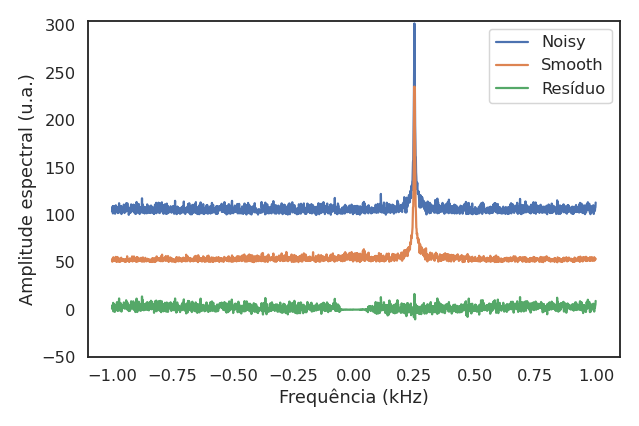 300
250
200
150
100
50
0
−50
Amplitude espectral (u.a.)
Noisy
Smooth
Resíduo
−1.00 −0.75 −0.50 −0.25 0.00 0.25 0.50 0.75 1.00
Frequência (kHz)